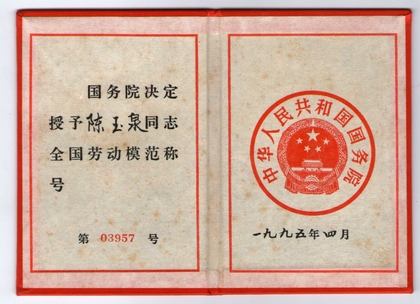 国务院决定
授予陈玉泉同志
全国劳动模范称
号
第 03957 号
中华人民共和国国务院
一九九五年四月